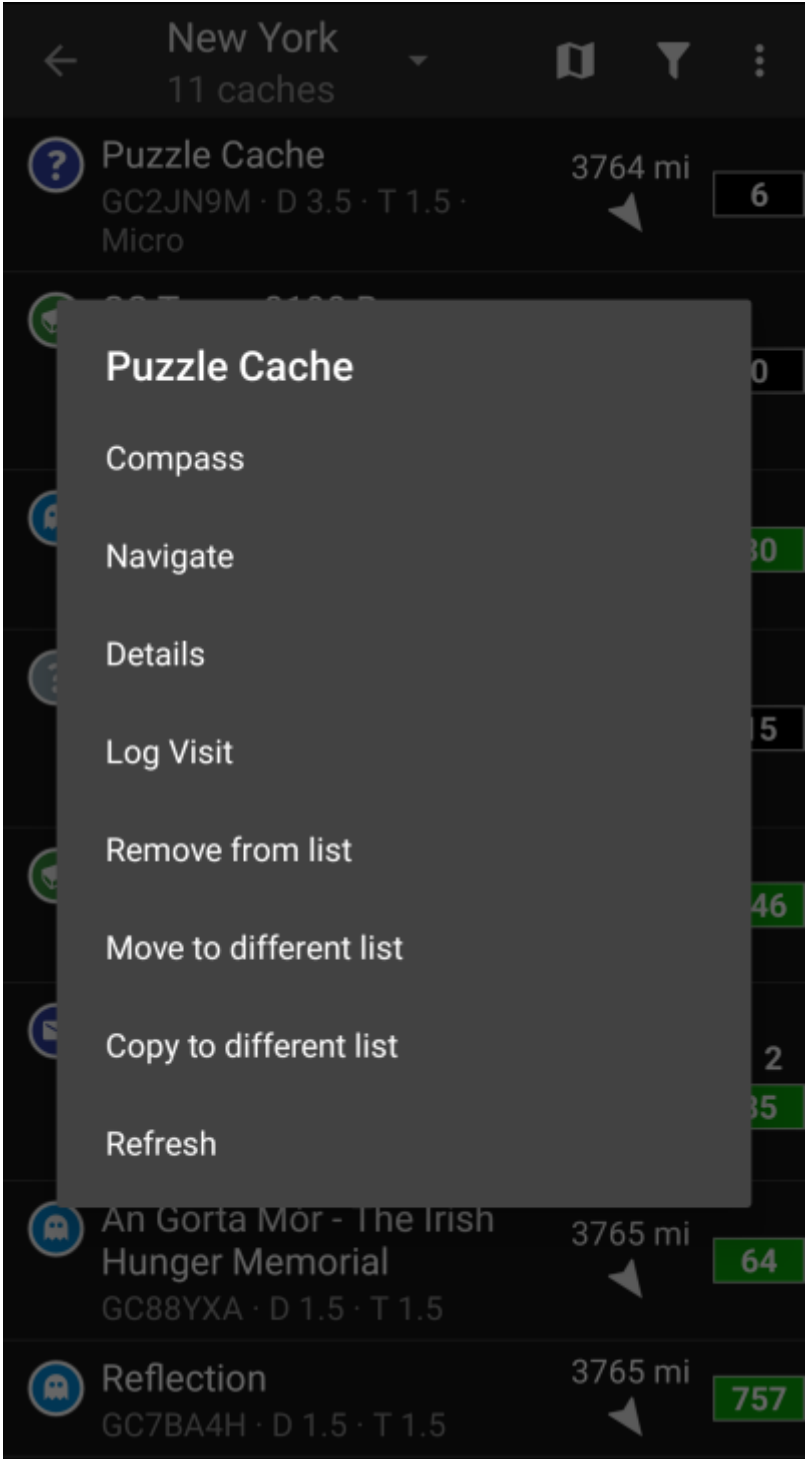 New York
11 caches
Puzzle Cache
3764 mi
6
GC2JN9M · D 3.5 · T 1.5 ·
Micro
Puzzle Cache
Compass
Navigate
Details
Log Visit
Remove from list
Move to different list
Copy to different list
Refresh
46
2
An Gorta Mór - The Irish
Hunger Memorial
3765 mi
64
GC88YXA · D 1.5 · T 1.5
Reflection
3765 mi
757
GC7BA4H · D 1.5 · T 1.5